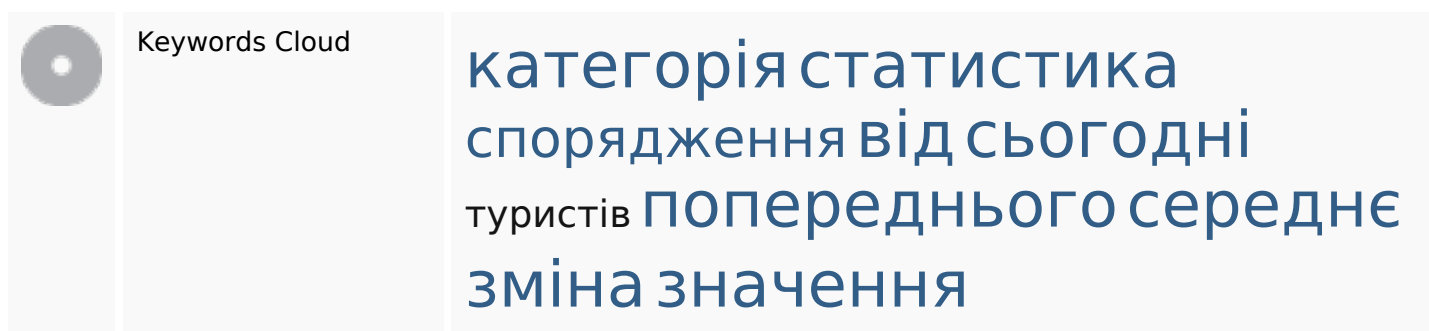 Keywords Cloud
категорія статистика
спорядження від сьогодні
туристів попереднього середнє
зміна значення